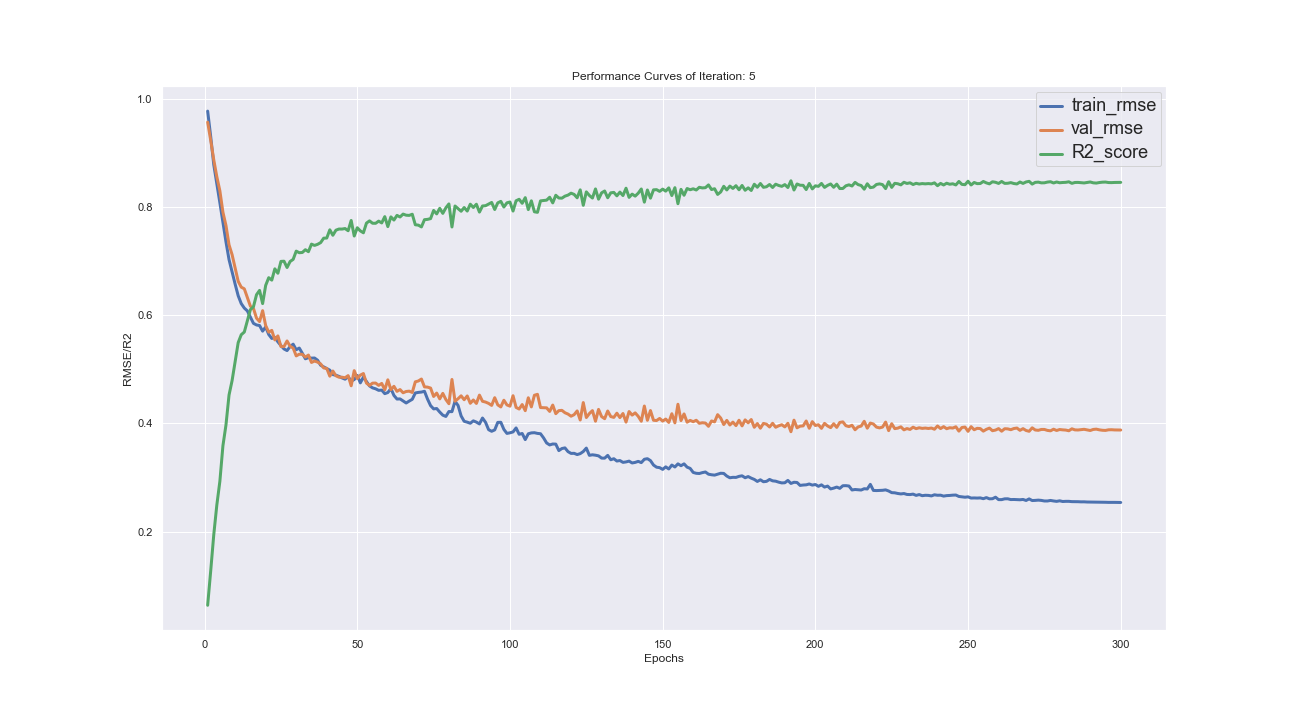 Performance Curves of Iteration: 5
train_rmse
val_rmse
R2_score
1.0
0.8
0.6
0.4
0.2
RMSE/R2
0
50
100
150
200
250
300
Epochs